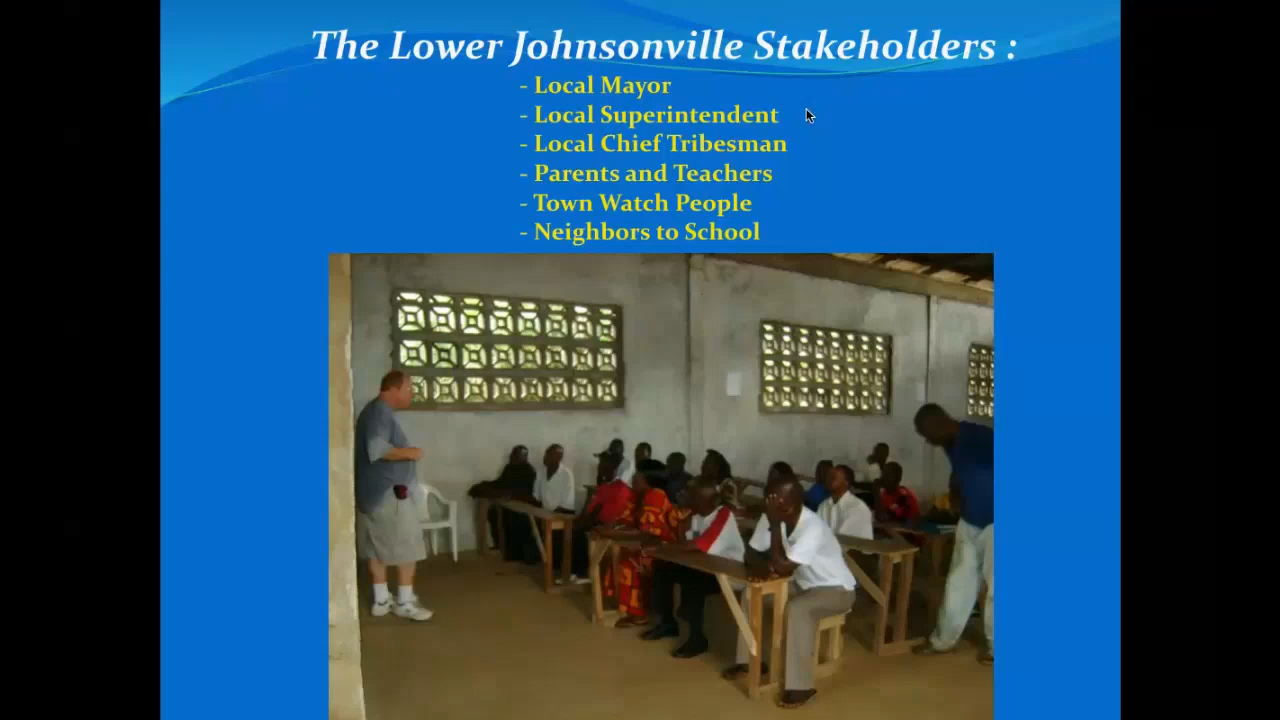 The Lower Johnsonville Stakeholders :
- Local Mayor
- Local Superintendent
- Local Chief Tribesman
- Parents and Teachers
- Town Watch People
- Neighbors to School